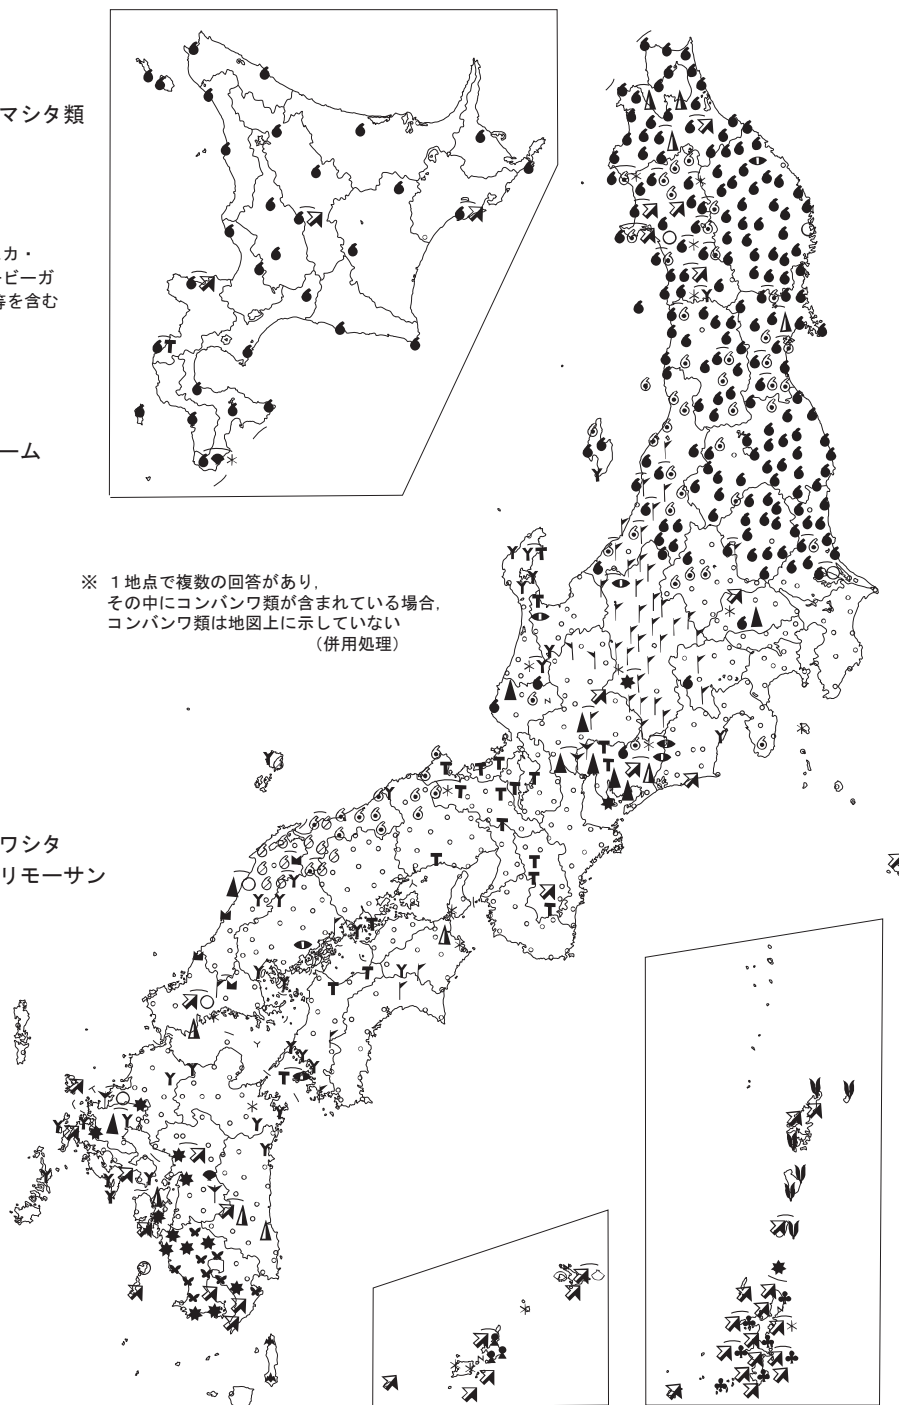 マシタ類
カ・
ビーガ
等を含む
ーム
※ 1地点で複数の回答があり,
その中にコンバンワ類が含まれている場合,
コンバンワ類は地図上に示していない
(併用処理)
ワシタ
リモーサン